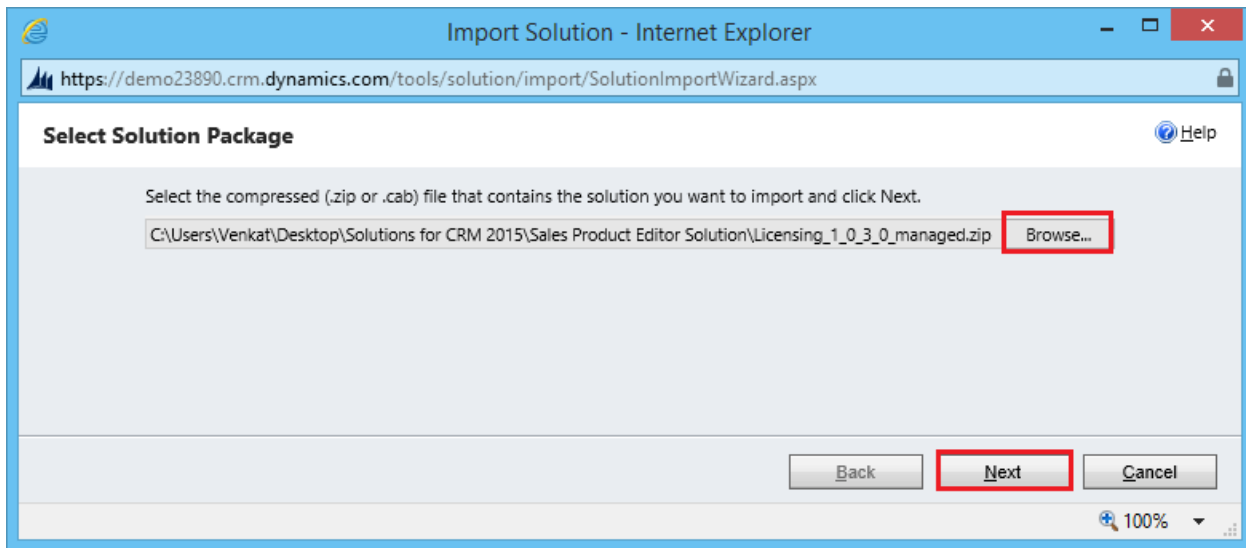 Import Solution - Internet Explorer
https://demo23890.crm.dynamics.com/tools/solution/import/SolutionImportWizard.aspx
Select Solution Package
Help
Select the compressed (.zip or .cab) file that contains the solution you want to import and click Next.
C:\Users\Venkat\Desktop\Solutions for CRM 2015\Sales Product Editor Solution\Licensing_1_0_3_0_managed.zip Browse...
Back Next Cancel
100%